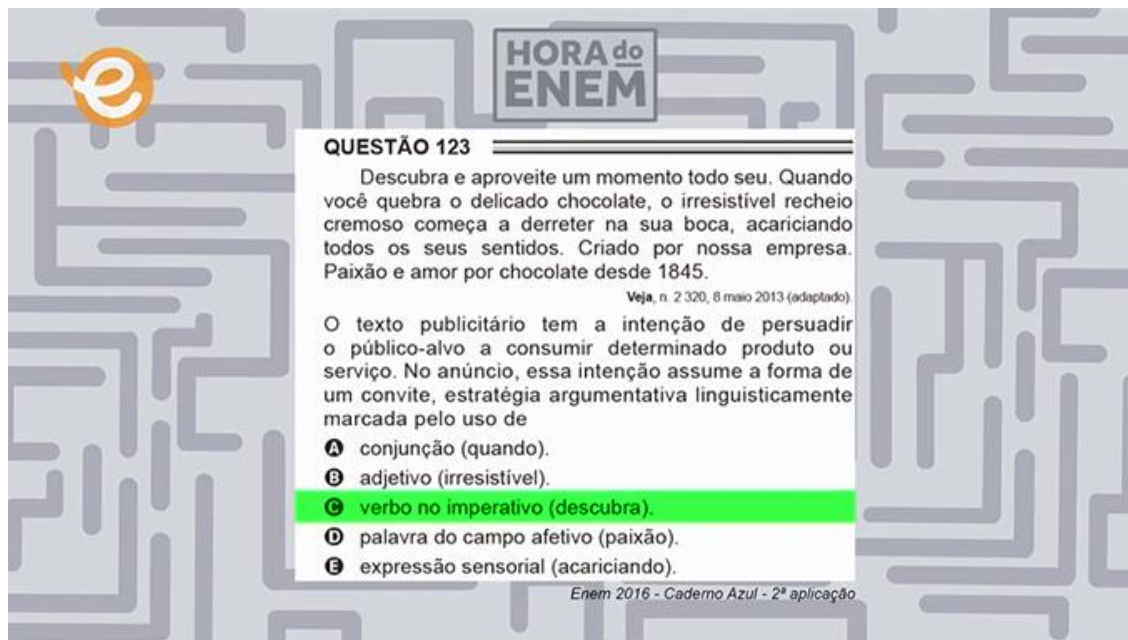 HORA do
ENEM
QUESTÃO 123
Descubra e aproveite um momento todo seu. Quando
você quebra o delicado chocolate, o irresistível recheio
cremoso começa a derreter na sua boca, acariciando
todos os seus sentidos. Criado por nossa empresa.
Paixão e amor por chocolate desde 1845.
Veja, n. 2 320, 8 maio 2013 (adaptado).
O texto publicitário tem a intenção de persuadir
o público-alvo a consumir determinado produto ou
serviço. No anúncio, essa intenção assume a forma de
um convite, estratégia argumentativa linguisticamente
marcada pelo uso de
A conjunção (quando).
B adjetivo (irresistível).
C verbo no imperativo (descubra).
D palavra do campo afetivo (paixão).
E expressão sensorial (acariciando).
Enem 2016 - Caderno Azul - 2ª aplicação